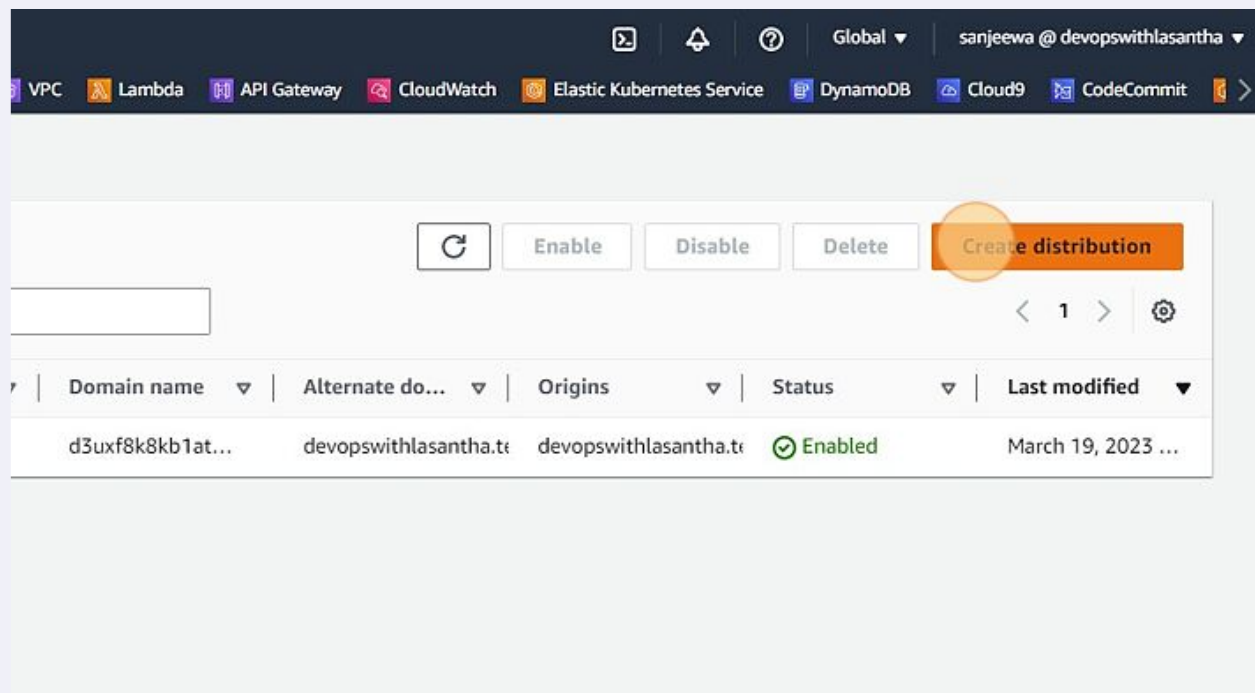 Global sanjeewa @ devopswithlasantha
VPC Lambda API Gateway CloudWatch Elastic Kubernetes Service DynamoDB Cloud9 CodeCommit
Enable Disable Delete Create distribution
1
Domain name Alternate do... Origins Status Last modified
d3uxf8k8kb1at... devopswithlasantha.te devopswithlasantha.te Enabled March 19, 2023 ...